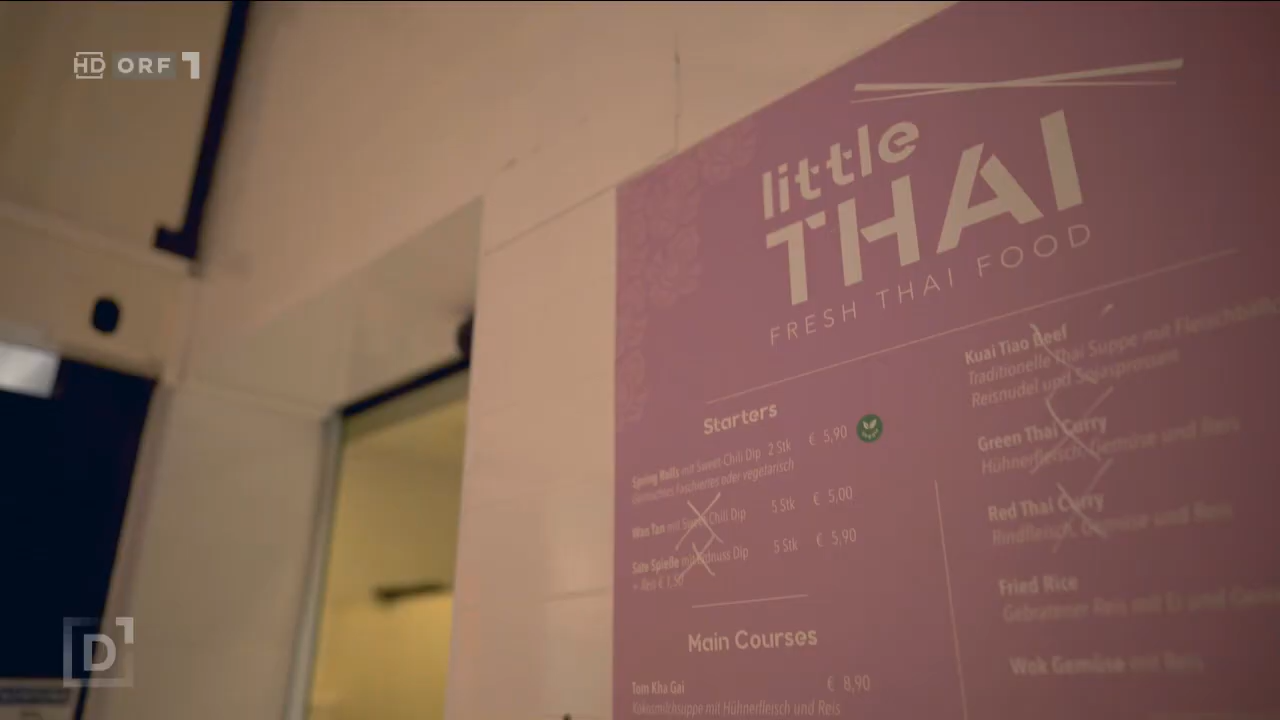 HD ORF 1
little
THAI
FRESH THAI FOOD
Starters
Spring Rolls mit Sweet Chili Dip 2 Stk € 5,90
Gemischtes Faschiertes oder vegetarisch
Wan Tan mit Sweet Chili Dip 5 Stk € 5,00
Sate Spieße mit Erdnuss Dip 5 Stk € 5,90
+ Reis € 1,50
Main Courses
Tom Kha Gai € 8,90
Kokosmilchsuppe mit Hühnerfleisch und Reis
Kuai Tiao Beef
Traditionelle Thai Suppe mit
Reisnudel und Sojasprossen
Green Thai Curry
Hühnerfleisch, Gemüse und Reis
Red Thai Curry
Rindfleisch, Gemüse und Reis
Fried Rice
Gebratener Reis mit Ei und
Wok Gemüse mit Reis
D